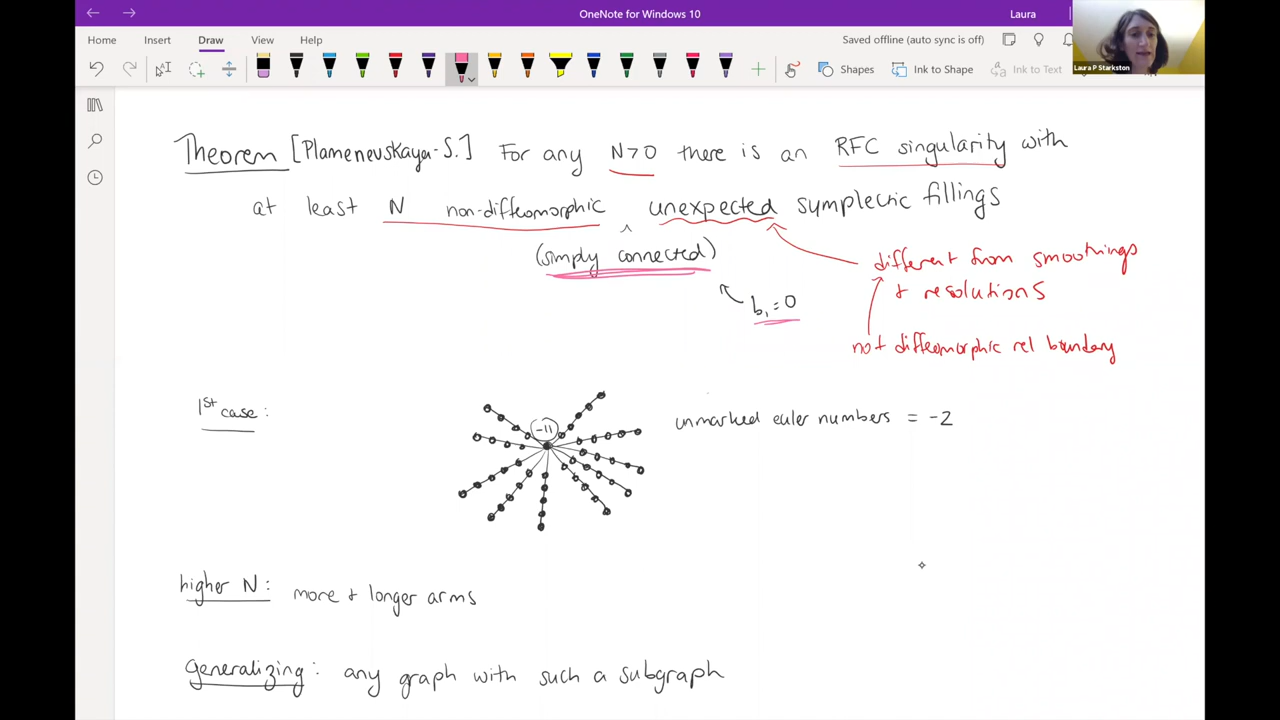 OneNote for Windows 10
Laura
Home Insert Draw View Help
Saved offline (auto sync is off)
Shapes Ink to Shape Ink to Text
Laura P Starkston
Theorem [Plamenevskaya-S.] For any N>0 there is an RFC singularity with
at least N non-diffeomorphic ^ unexpected symplectic fillings
(simply connected)
different from smoothings
+ resolutions
b₁=0
not diffeomorphic rel boundary
1st case:
-11
unmarked euler numbers = -2
higher N: more + longer arms
generalizing: any graph with such a subgraph